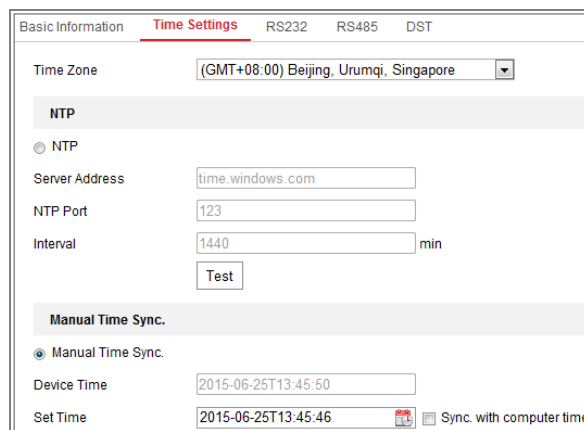 Basic Information Time Settings RS232 RS485 DST
Time Zone (GMT+08:00) Beijing, Urumqi, Singapore
NTP
NTP
Server Address time.windows.com
NTP Port 123
Interval 1440 min
Test
Manual Time Sync.
Manual Time Sync.
Device Time 2015-06-25T13:45:50
Set Time 2015-06-25T13:45:46 Sync. with computer time